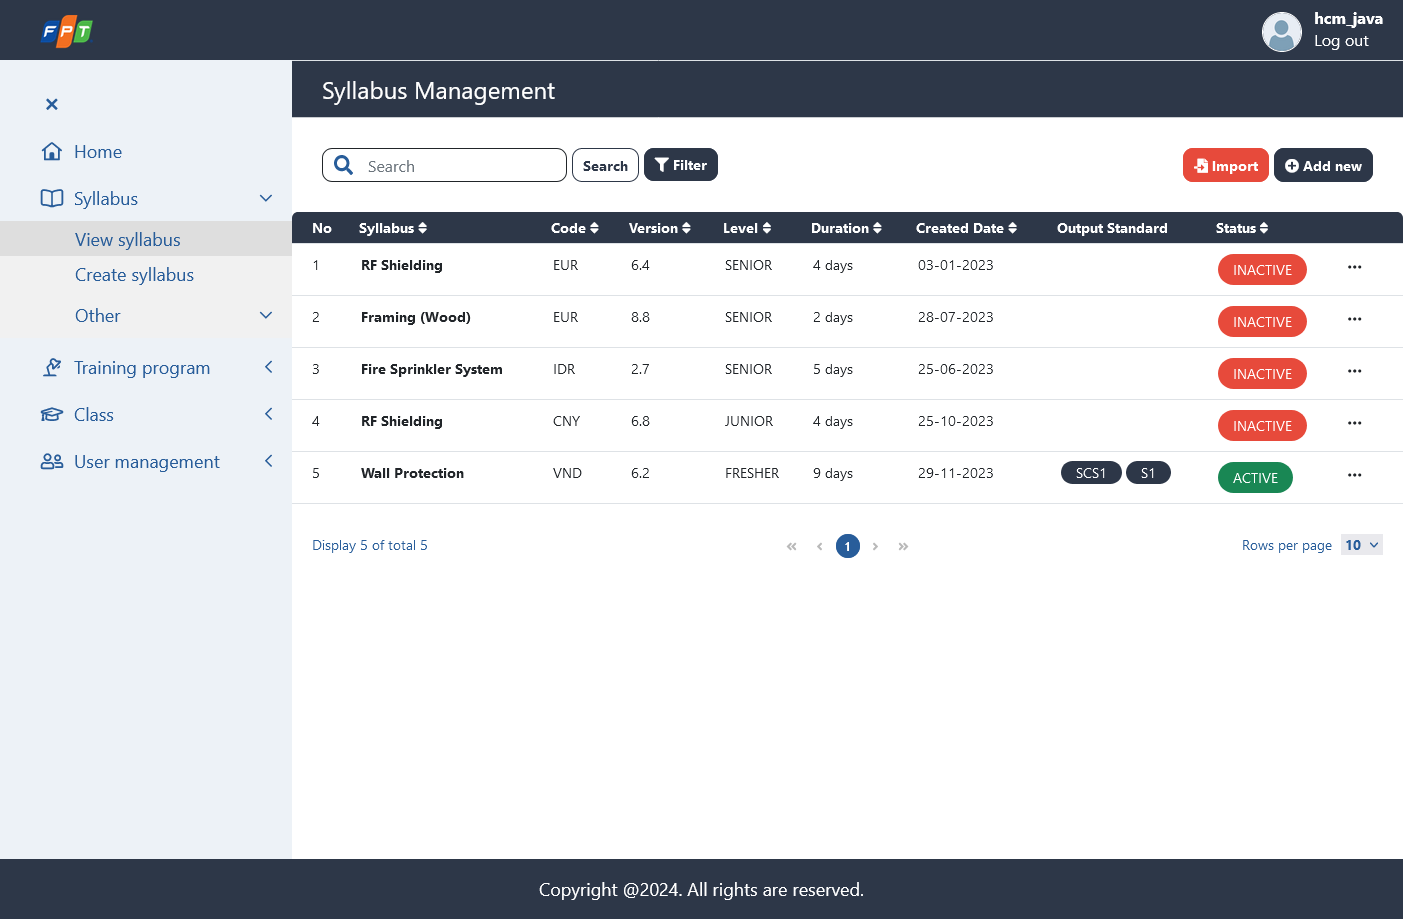 FPT
hcm_java
Log out
Syllabus Management
Home
Syllabus
View syllabus
Create syllabus
Other
Training program
Class
User management
Search Search Filter Import Add new
No Syllabus Code Version Level Duration Created Date Output Standard Status
1 RF Shielding EUR 6.4 SENIOR 4 days 03-01-2023 INACTIVE ...
2 Framing (Wood) EUR 8.8 SENIOR 2 days 28-07-2023 INACTIVE ...
3 Fire Sprinkler System IDR 2.7 SENIOR 5 days 25-06-2023 INACTIVE ...
4 RF Shielding CNY 6.8 JUNIOR 4 days 25-10-2023 INACTIVE ...
5 Wall Protection VND 6.2 FRESHER 9 days 29-11-2023 SCS1 S1 ACTIVE ...
Display 5 of total 5 « ‹ 1 › » Rows per page 10
Copyright @2024. All rights are reserved.